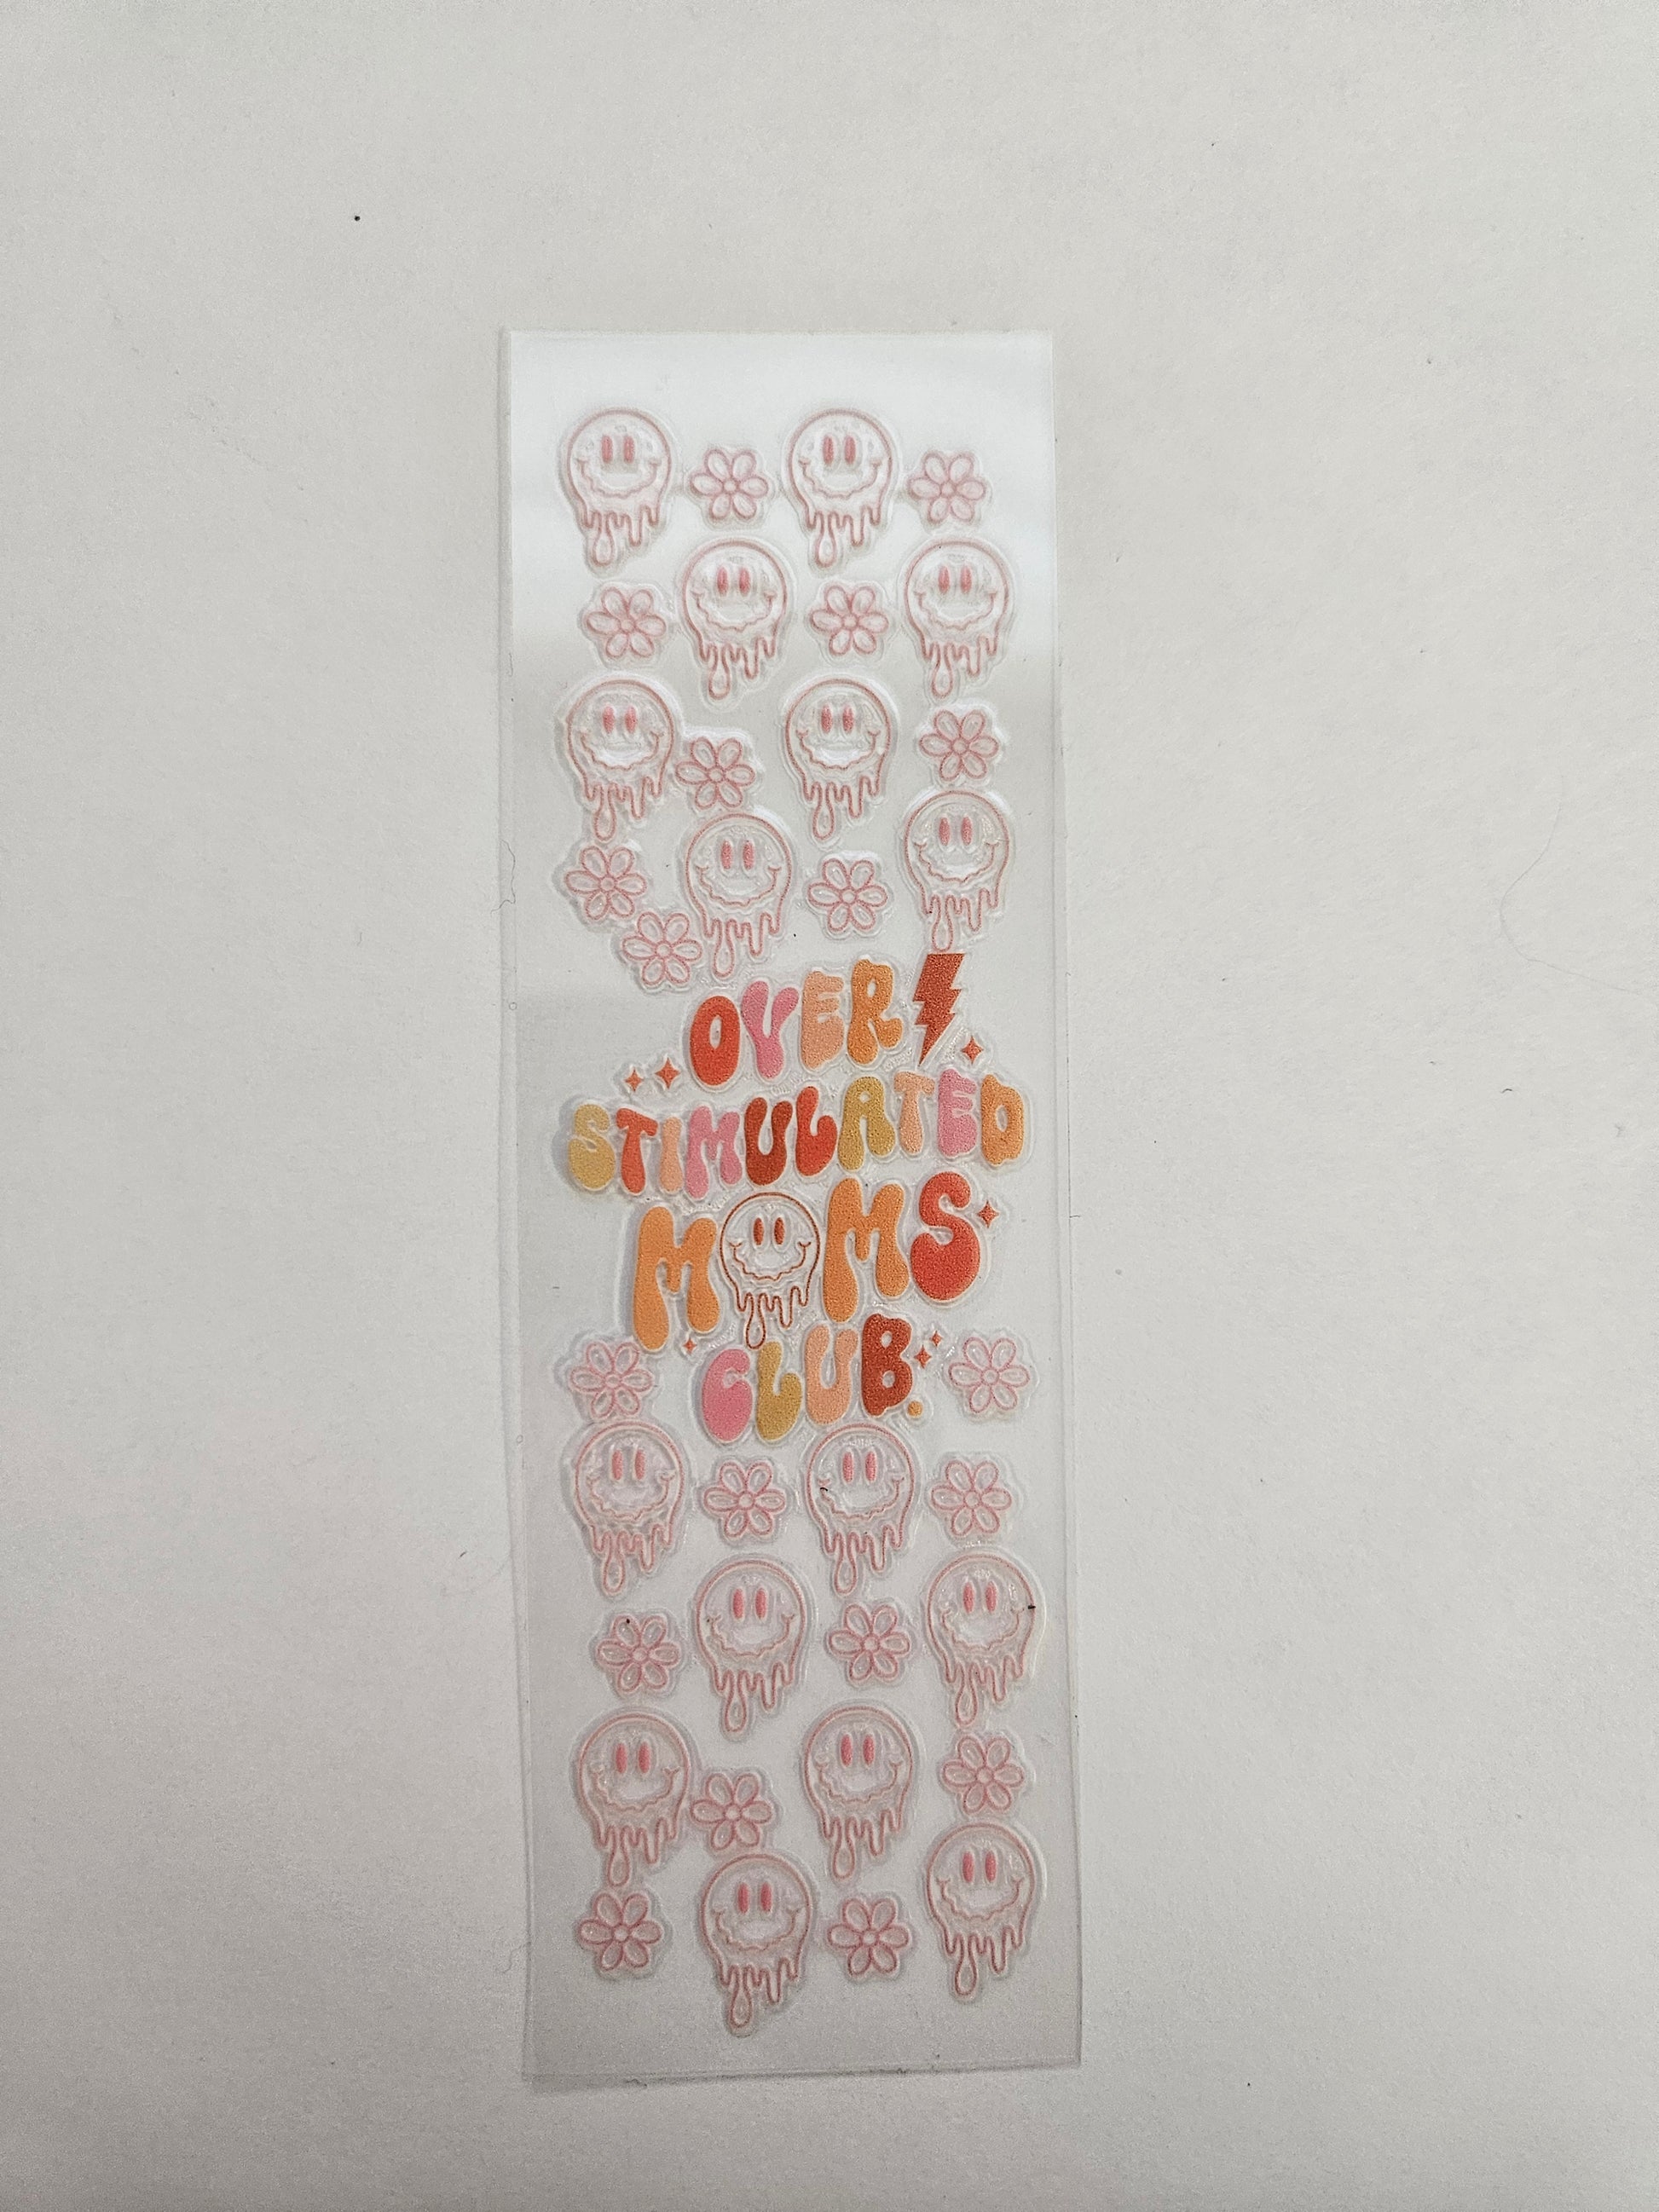 OVER
STIMULATED
MOMS
CLUB.